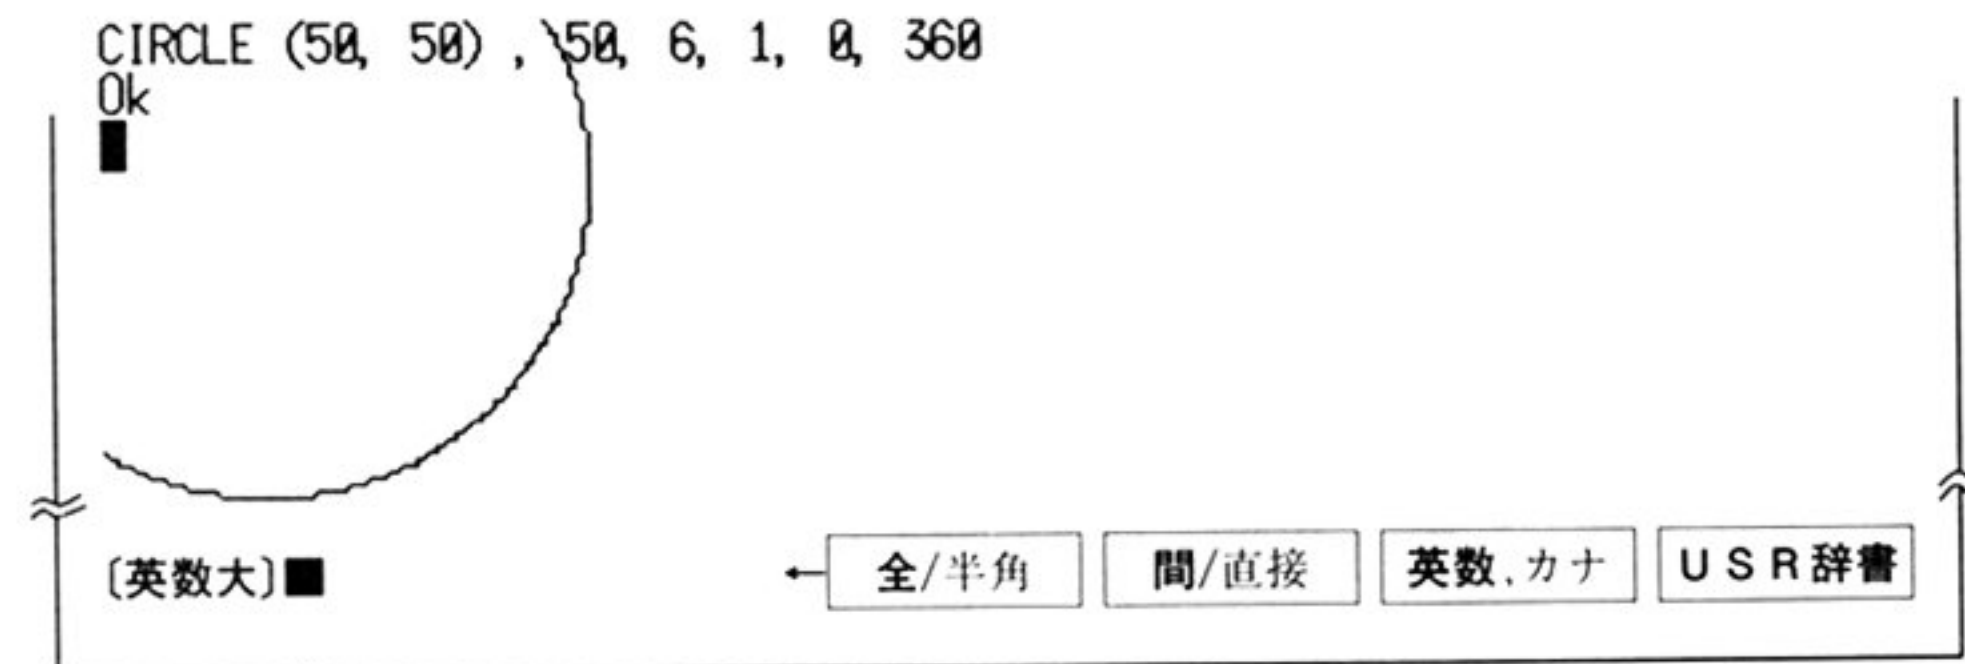 CIRCLE (50, 50) , 50, 6, 1, 0, 360
Ok
〔英数大〕■ ← 全/半角 間/直接 英数,カナ USR辞書